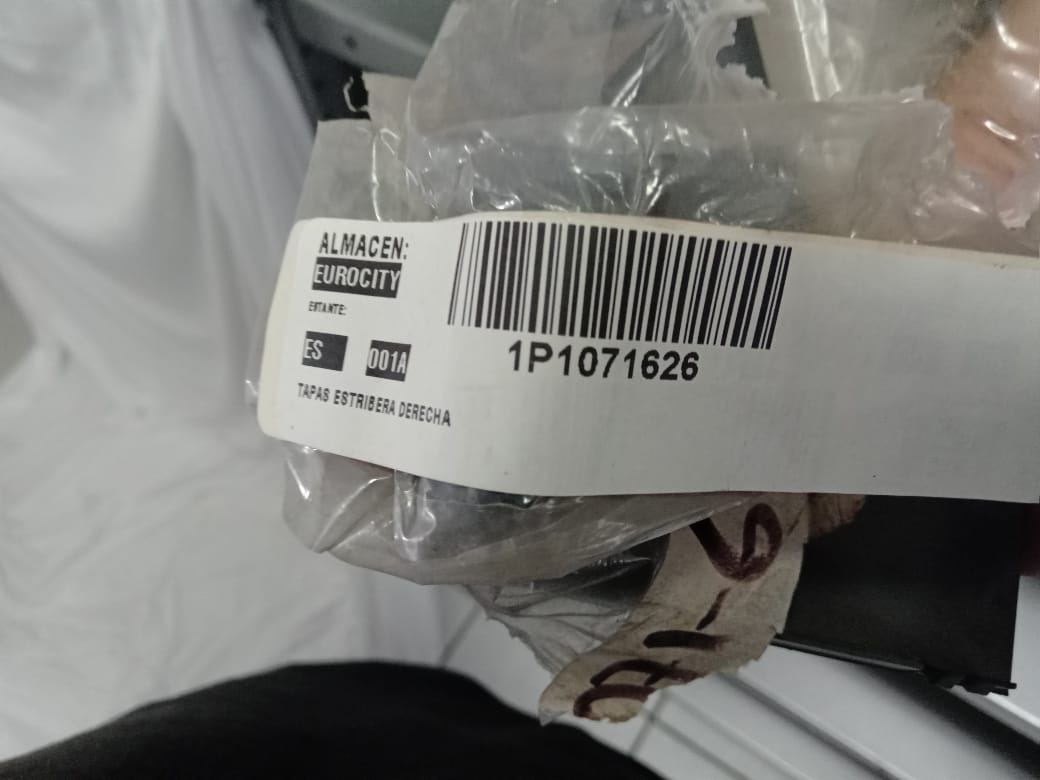 ALMACEN:
EUROCITY
ESTANTE:
ES 001A
TAPAS ESTRIBERA DERECHA
1P1071626